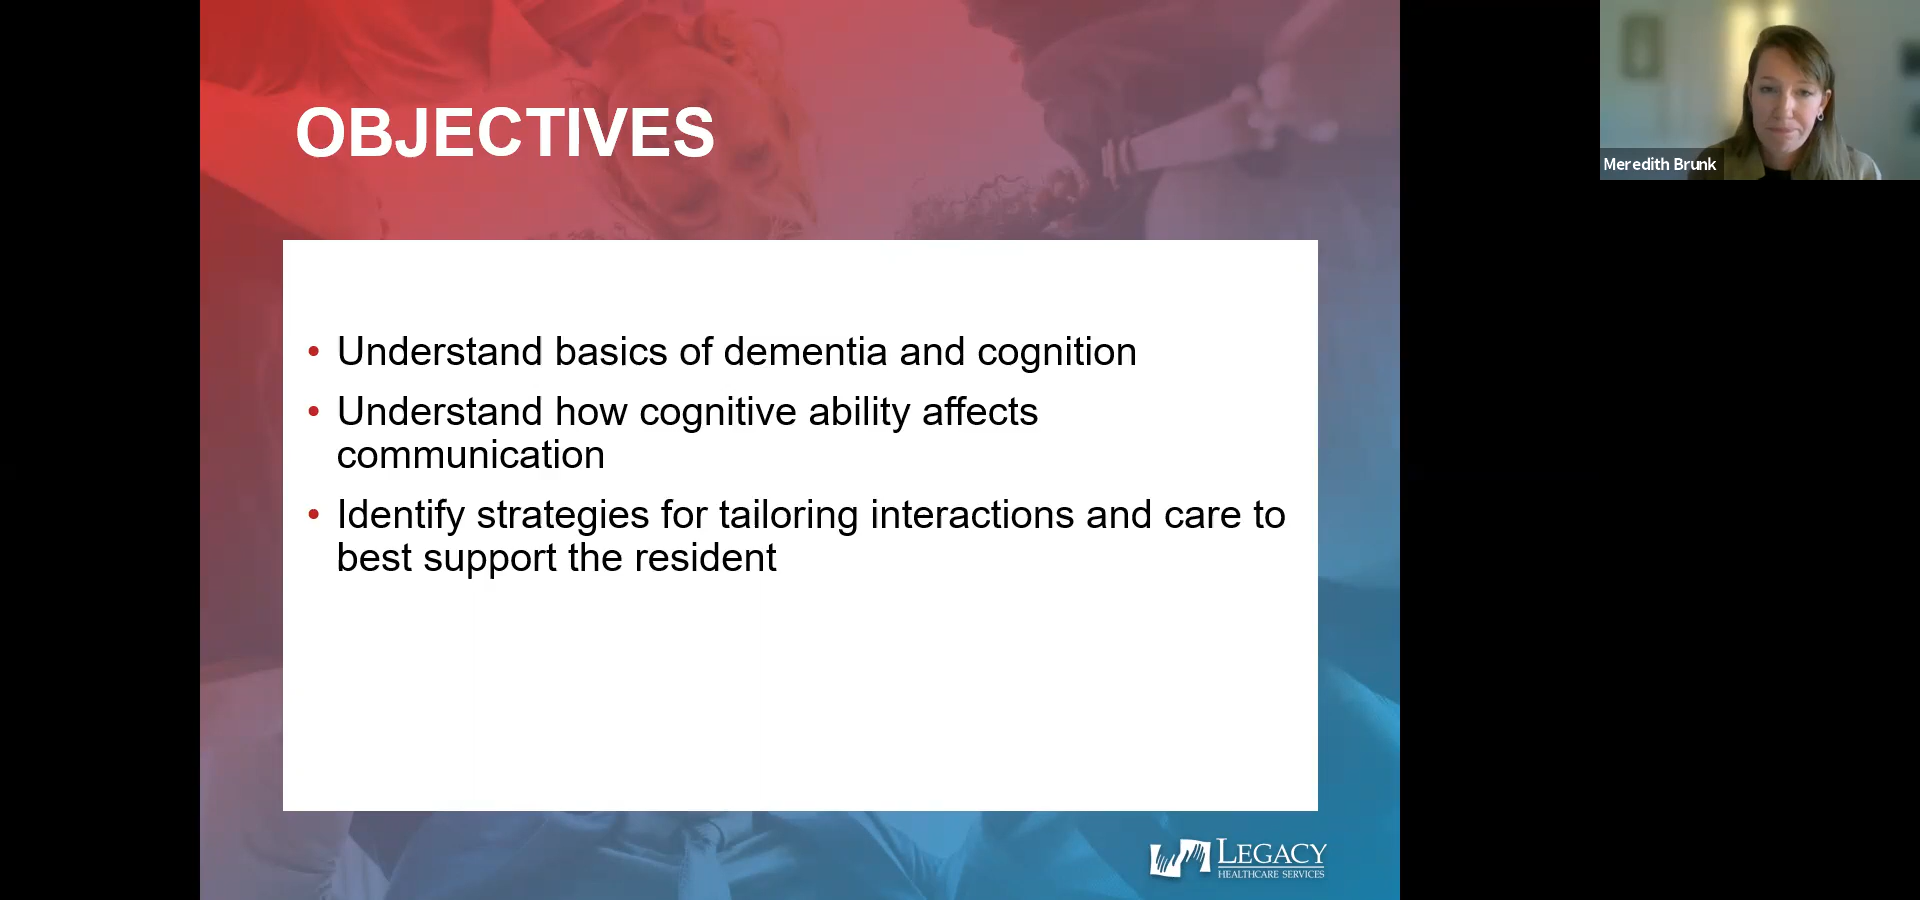 OBJECTIVES
Meredith Brunk
• Understand basics of dementia and cognition
• Understand how cognitive ability affects
communication
• Identify strategies for tailoring interactions and care to
best support the resident
LEGACY
HEALTHCARE SERVICES